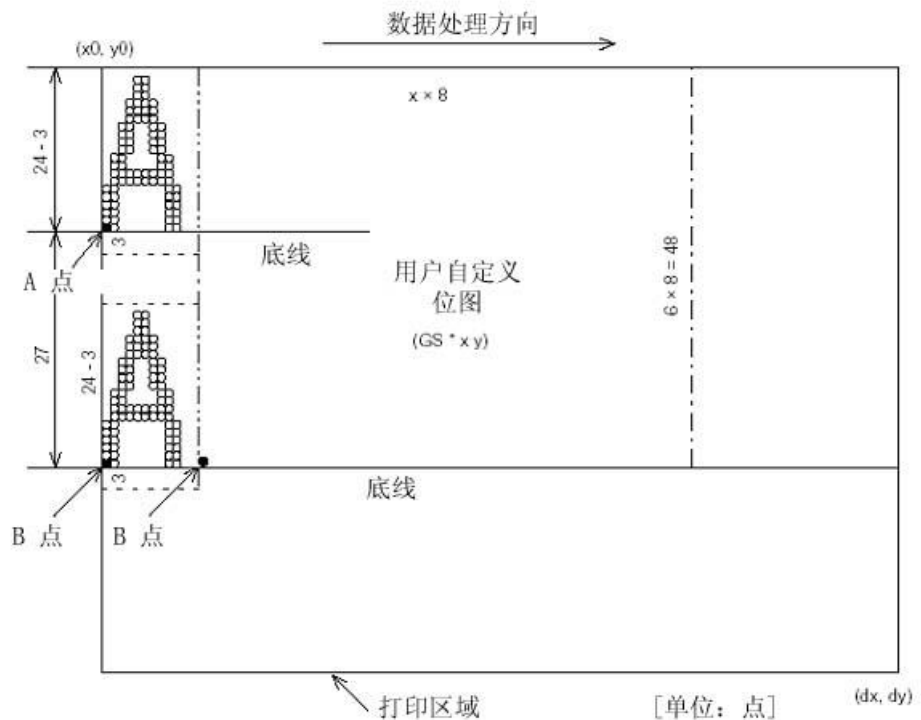 数据处理方向
(x0, y0)
x × 8
24 - 3
3
底线
A 点
用户自定义
位图
(GS * x y)
6 × 8 = 48
27
24 - 3
3
底线
B 点
B 点
打印区域
[单位: 点]
(dx, dy)